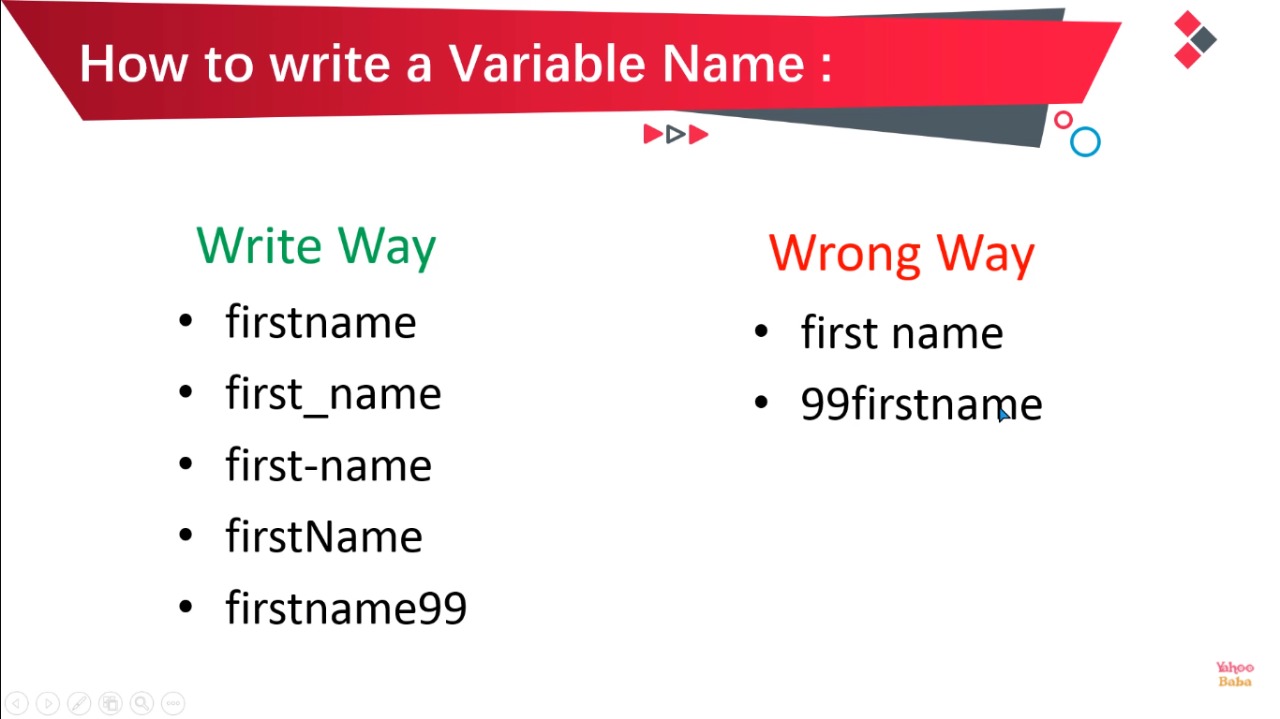 How to write a Variable Name :
Write Way
• firstname
• first_name
• first-name
• firstName
• firstname99
Wrong Way
• first name
• 99firstname
Yahoo
Baba